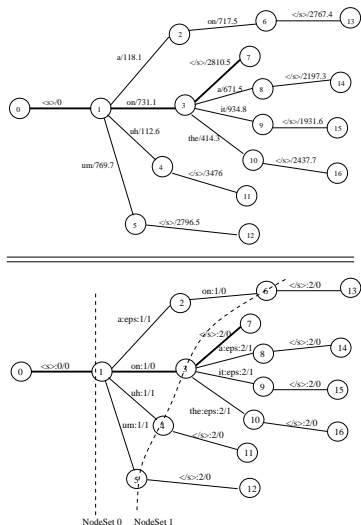 6 </s>/2767.4 13
on/717.5
2
</s>/2810.5 7
a/118.1
a/671.5 8 </s>/2197.3 14
0 <s>/0 1 on/731.1 3
it/934.8 9 </s>/1931.6 15
uh/112.6
the/414.3
um/769.7 4 </s>/3476 10 </s>/2437.7 16
11
5 </s>/2796.5 12
2 on:1/0 6 </s>:2/0 13
</s>:2/0 7
a:eps:1/1
a:eps:2/1 8 </s>:2/0 14
0 <s>:0/0 1 on:1/0 3
it:eps:2/1 9 </s>:2/0 15
uh:1/1
the:eps:2/1
um:1/1 4 </s>:2/0 10 </s>:2/0 16
11
5 </s>:2/0 12
NodeSet 0 NodeSet 1